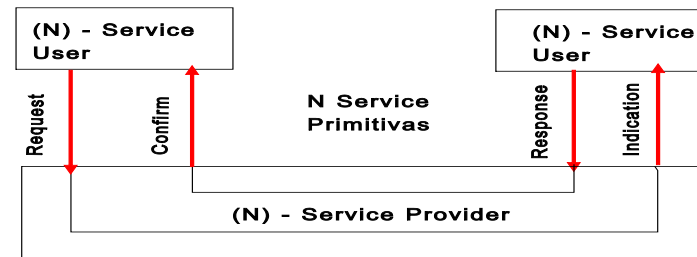 (N) - Service
User
(N) - Service
User
Request
Confirm
N Service
Primitivas
Response
Indication
(N) - Service Provider